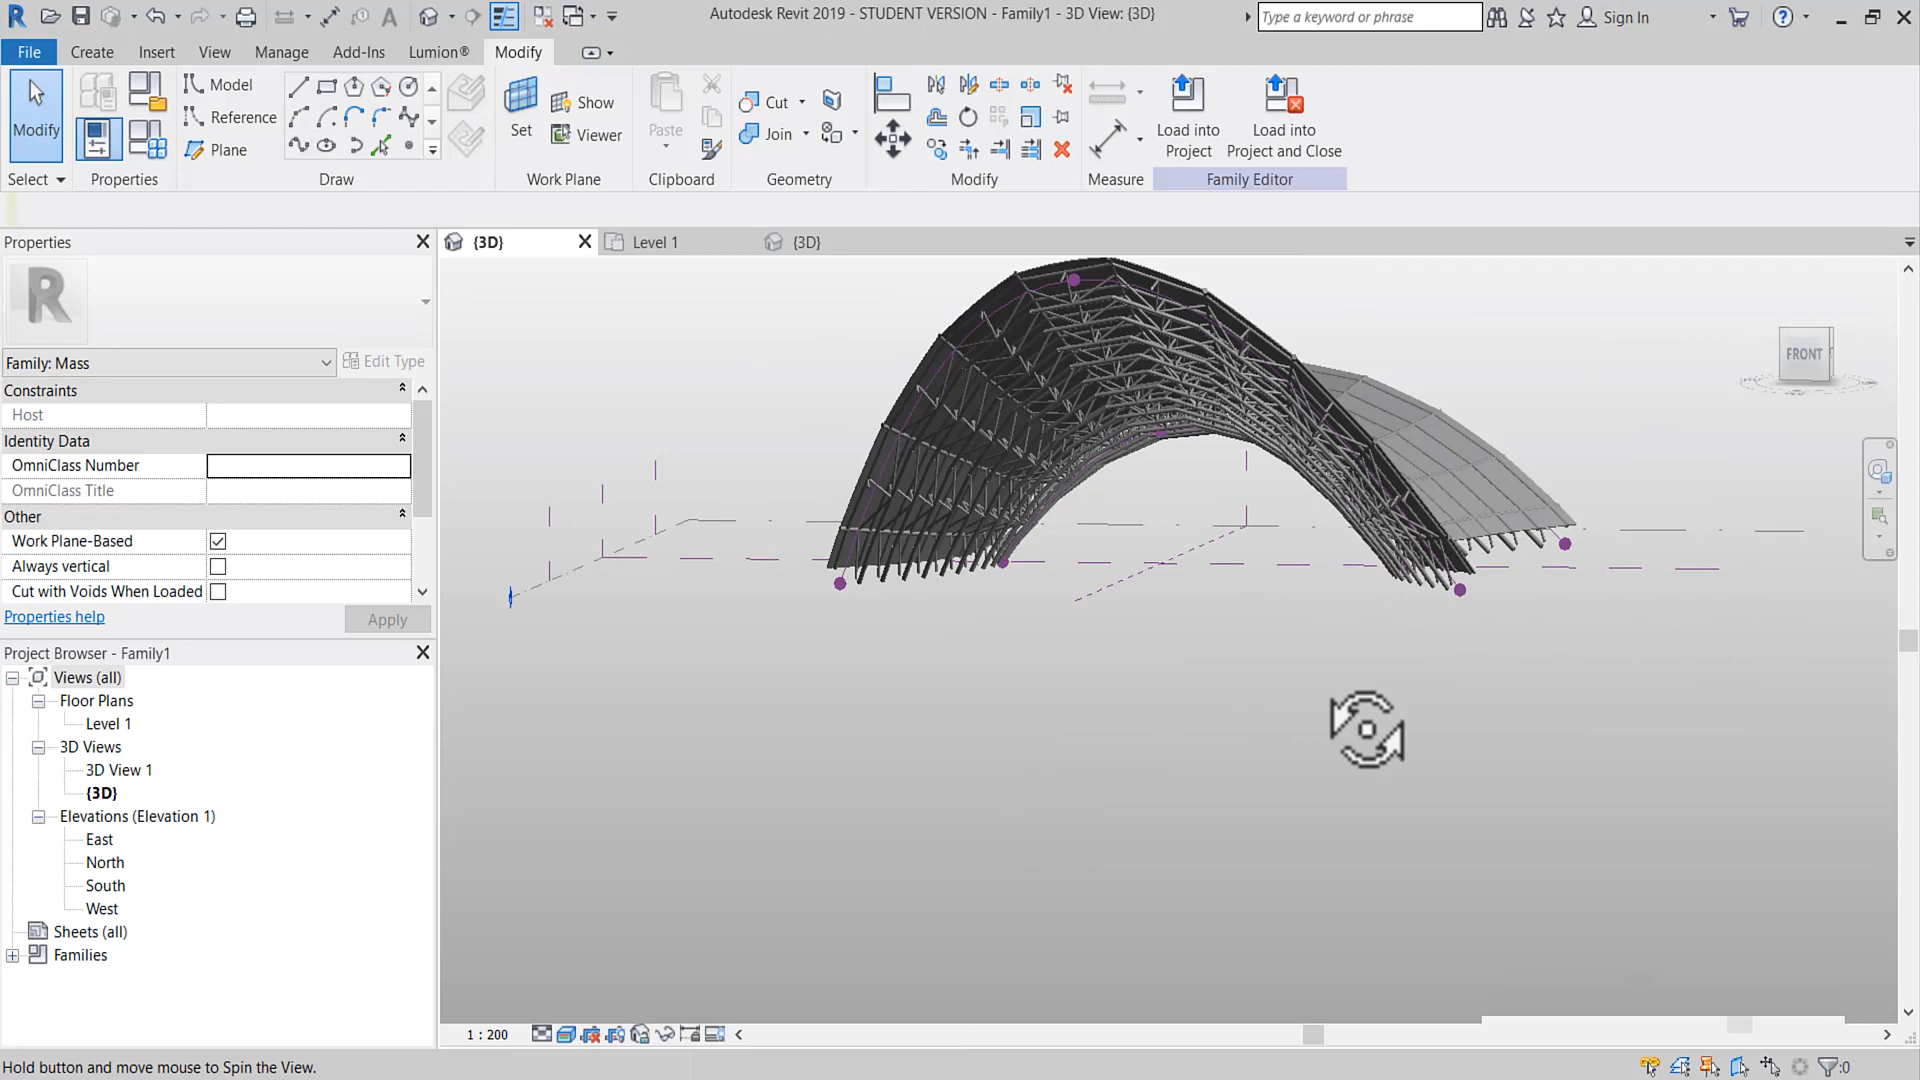 Autodesk Revit 2019 - STUDENT VERSION - Family1 - 3D View: {3D}
Type a keyword or phrase
Sign In
File Create Insert View Manage Add-Ins Lumion® Modify
Modify
Model
Reference
Plane
Set
Show
Viewer
Paste
Cut
Join
Load into
Project
Load into
Project and Close
Select Properties Draw Work Plane Clipboard Geometry Modify Measure Family Editor
Properties
{3D}
Level 1
{3D}
R
Family: Mass
Edit Type
Constraints
Host
Identity Data
OmniClass Number
OmniClass Title
Other
Work Plane-Based
Always vertical
Cut with Voids When Loaded
Properties help
Apply
Project Browser - Family1
Views (all)
Floor Plans
Level 1
3D Views
3D View 1
{3D}
Elevations (Elevation 1)
East
North
South
West
Sheets (all)
Families
FRONT
1 : 200
Hold button and move mouse to Spin the View.
:0